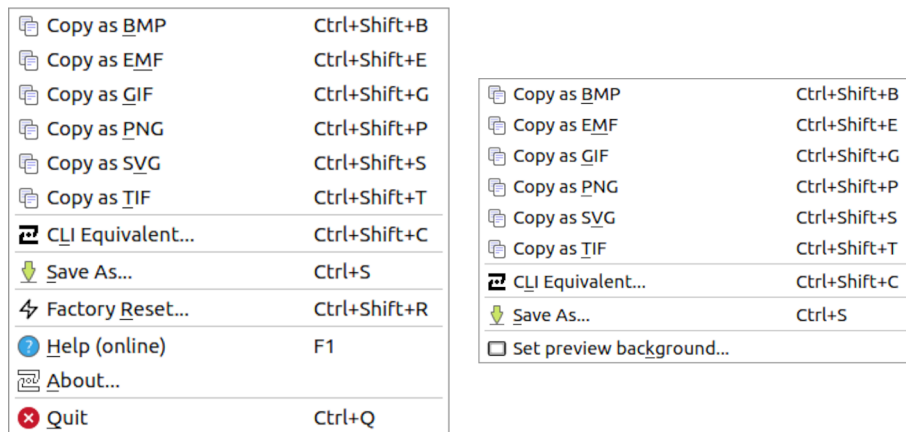 Copy as BMP Ctrl+Shift+B
Copy as EMF Ctrl+Shift+E
Copy as GIF Ctrl+Shift+G
Copy as PNG Ctrl+Shift+P
Copy as SVG Ctrl+Shift+S
Copy as TIF Ctrl+Shift+T
CLI Equivalent... Ctrl+Shift+C
Save As... Ctrl+S
Factory Reset... Ctrl+Shift+R
Help (online) F1
About...
Quit Ctrl+Q
Copy as BMP Ctrl+Shift+B
Copy as EMF Ctrl+Shift+E
Copy as GIF Ctrl+Shift+G
Copy as PNG Ctrl+Shift+P
Copy as SVG Ctrl+Shift+S
Copy as TIF Ctrl+Shift+T
CLI Equivalent... Ctrl+Shift+C
Save As... Ctrl+S
Set preview background...